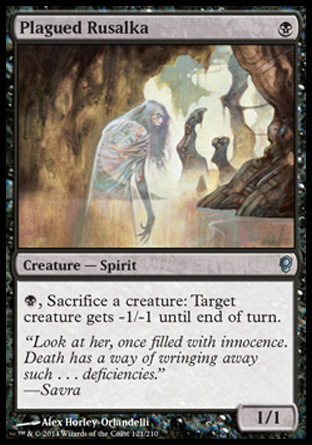 Plagued Rusalka
Creature — Spirit
, Sacrifice a creature: Target
creature gets -1/-1 until end of turn.
“Look at her, once filled with innocence.
Death has a way of wringing away
such . . . deficiencies.”
—Savra
Alex Horley-Orlandelli
™ & © 2014 Wizards of the Coast 121/210
1/1